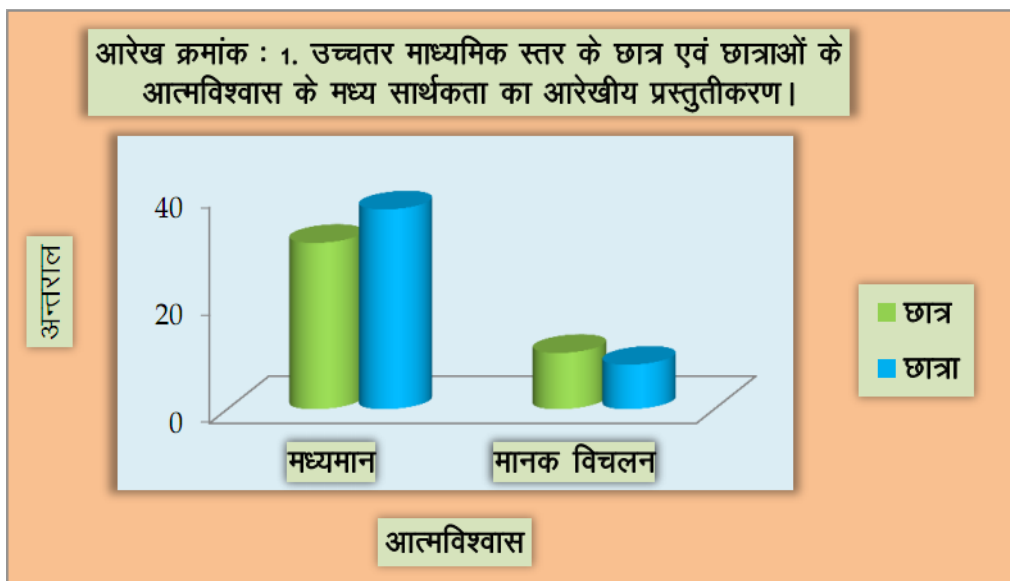 आरेख क्रमांक : 1. उच्चतर माध्यमिक स्तर के छात्र एवं छात्राओं के
आत्मविश्वास के मध्य सार्थकता का आरेखीय प्रस्तुतीकरण।
अन्तराल
40
20
0
मध्यमान
मानक विचलन
छात्र
छात्रा
आत्मविश्वास